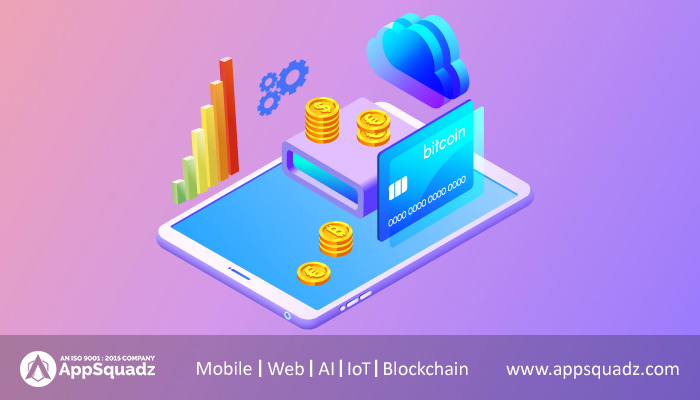 bitcoin
0000 0000 0000 0000
AN ISO 9001 : 2015 COMPANY
AppSquadz
Mobile | Web | AI | IoT | Blockchain
www.appsquadz.com